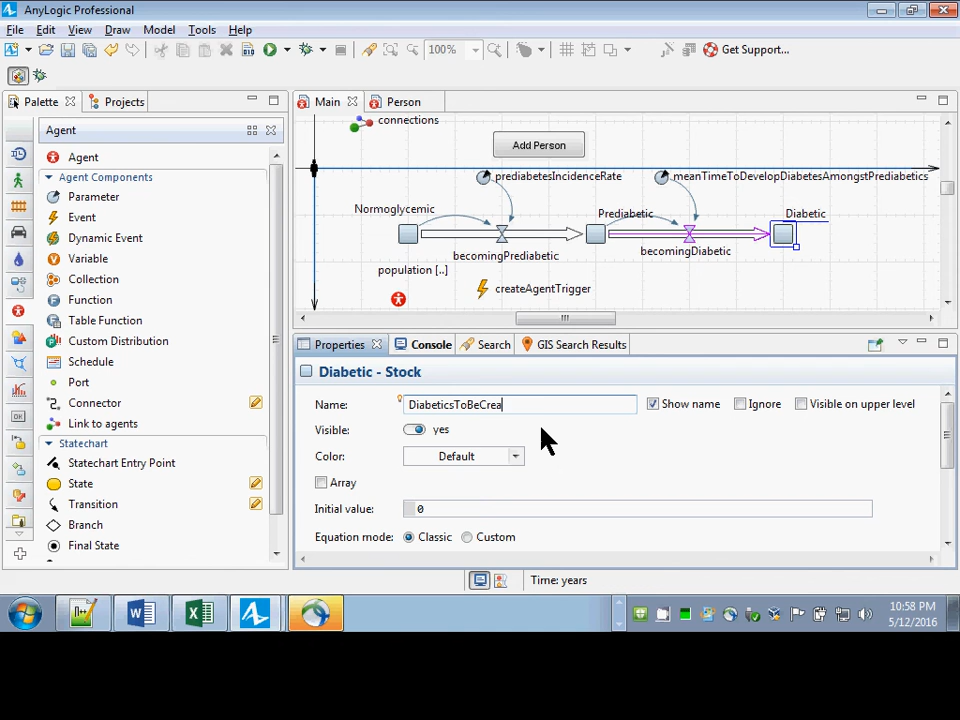 AnyLogic Professional
File Edit View Draw Model Tools Help
100% Get Support...
Palette Projects
Main Person
Agent
Agent
Agent Components
Parameter
Event
Dynamic Event
Variable
Collection
Function
Table Function
Custom Distribution
Schedule
Port
Connector
Link to agents
Statechart
Statechart Entry Point
State
Transition
Branch
Final State
connections
Add Person
prediabetesIncidenceRate meanTimeToDevelopDiabetesAmongstPrediabetics
Normoglycemic Prediabetic Diabetic
becomingPrediabetic becomingDiabetic
population [..]
createAgentTrigger
Properties Console Search GIS Search Results
Diabetic - Stock
Name: DiabeticsToBeCrea Show name Ignore Visible on upper level
Visible: yes
Color: Default
Array
Initial value: 0
Equation mode: Classic Custom
Time: years
10:58 PM
5/12/2016